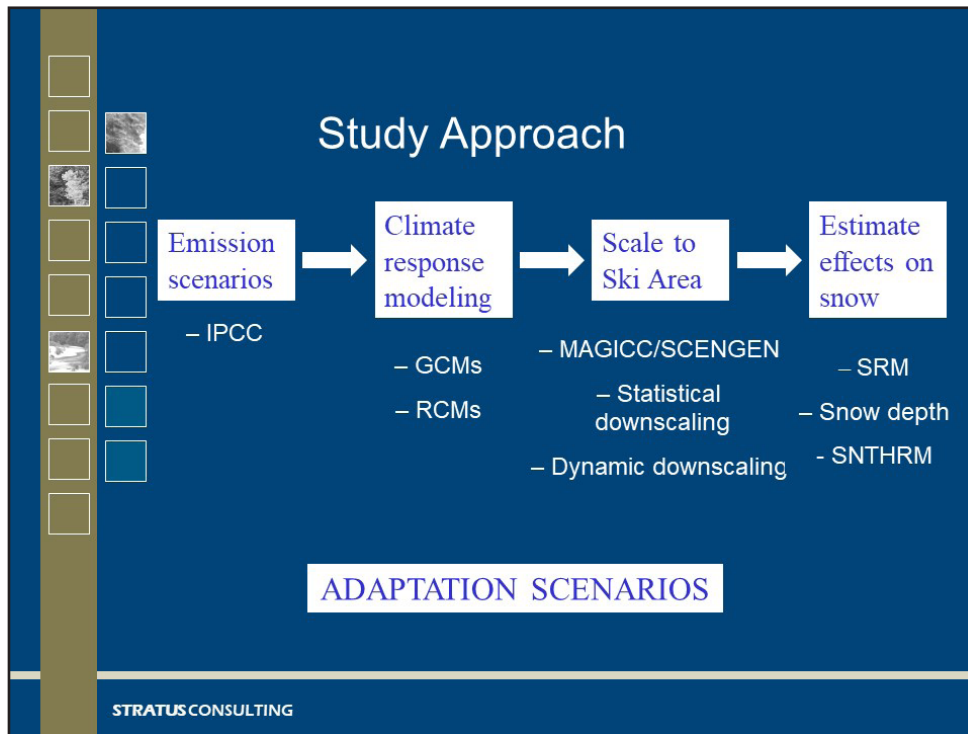 Study Approach
Emission
scenarios
– IPCC
Climate
response
modeling
– GCMs
– RCMs
Scale to
Ski Area
– MAGICC/SCENGEN
– Statistical
downscaling
– Dynamic downscaling
Estimate
effects on
snow
– SRM
– Snow depth
- SNTHRM
ADAPTATION SCENARIOS
STRATUS CONSULTING